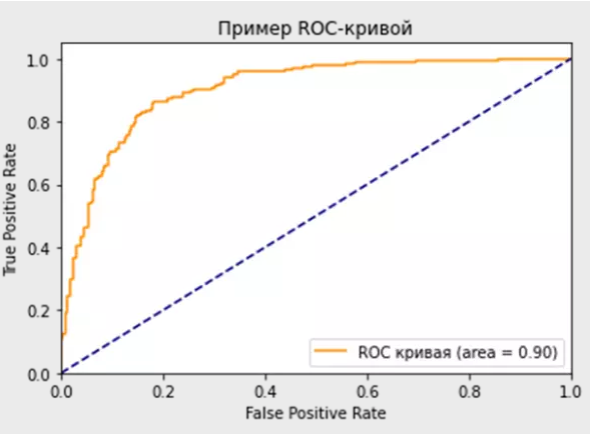 Пример ROC-кривой
True Positive Rate
1.0
0.8
0.6
0.4
0.2
0.0
ROC кривая (area = 0.90)
0.0 0.2 0.4 0.6 0.8 1.0
False Positive Rate